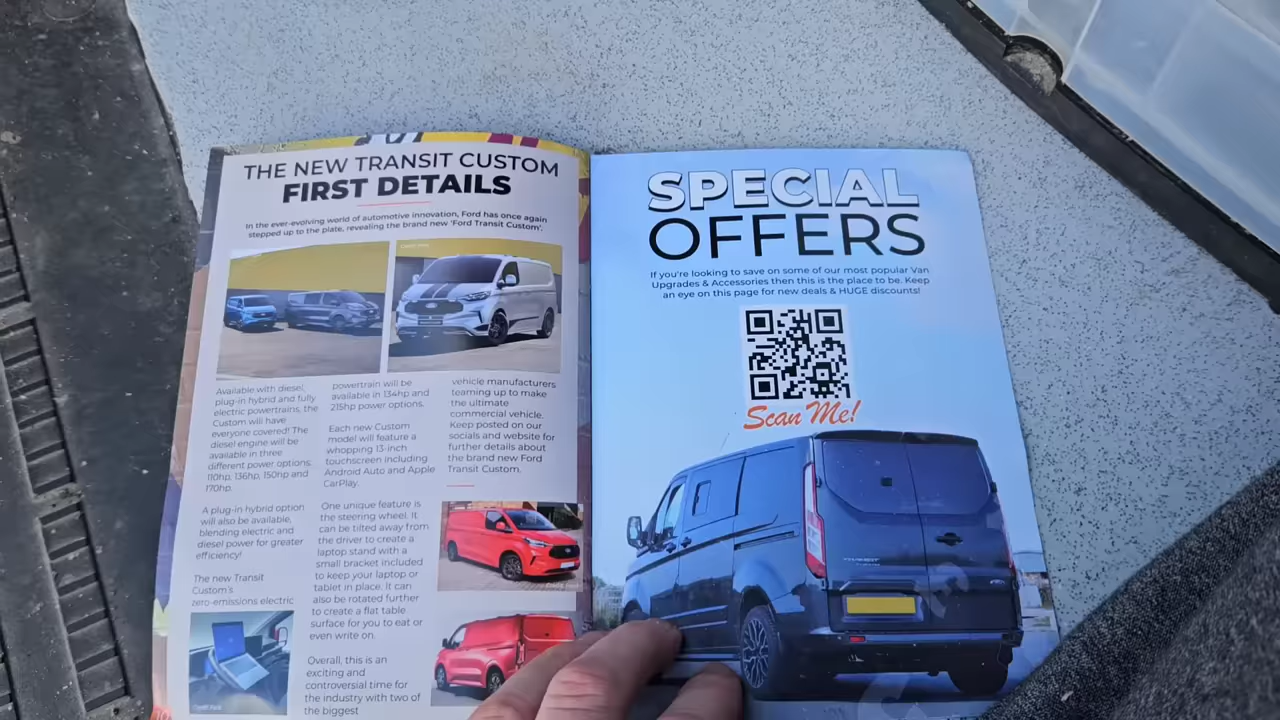 THE NEW TRANSIT CUSTOM
FIRST DETAILS
In the ever-evolving world of automotive innovation, Ford has once again
stepped up to the plate, revealing the brand new 'Ford Transit Custom'.
Available with diesel,
plug-in hybrid and fully
electric powertrains, the
Custom will have
everyone covered! The
diesel engine will be
available in three
different power options:
110hp, 136hp, 150hp and
170hp.
A plug-in hybrid option
will also be available,
blending electric and
diesel power for greater
efficiency!
The new Transit
Custom's
zero-emissions electric
powertrain will be
available in 134hp and
215hp power options.
Each new Custom
model will feature a
whopping 13-inch
touchscreen including
Android Auto and Apple
CarPlay.
One unique feature is
the steering wheel. It
can be tilted away from
the driver to create a
laptop stand with a
small bracket included
to keep your laptop or
tablet in place. It can
also be rotated further
to create a flat table
surface for you to eat or
even write on.
Overall, this is an
exciting and
controversial time for
the industry with two of
the biggest
vehicle manufacturers
teaming up to make
the ultimate
commercial vehicle.
Keep posted on our
socials and website for
further details about
the brand new Ford
Transit Custom.
10
SPECIAL
OFFERS
If you're looking to save on some of our most popular Van
Upgrades & Accessories then this is the place to be. Keep
an eye on this page for new deals & HUGE discounts!
Scan Me!